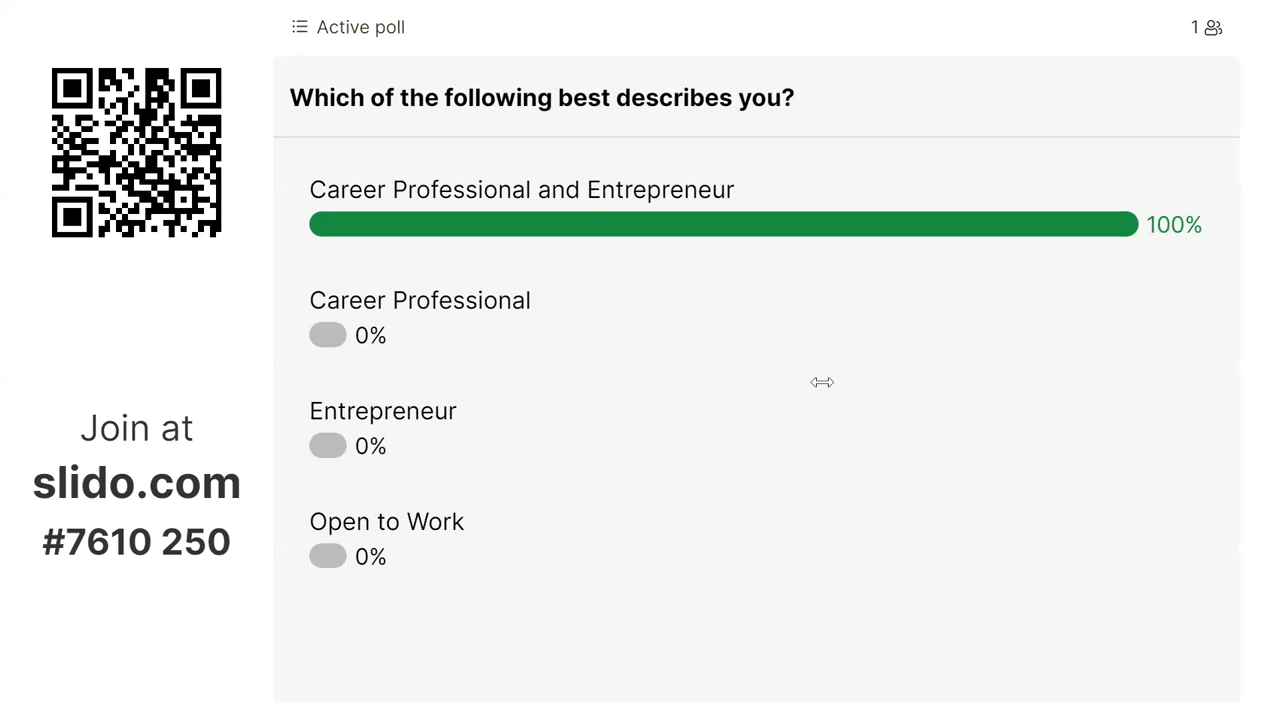 Active poll
1
Which of the following best describes you?
Career Professional and Entrepreneur
100%
Career Professional
0%
Entrepreneur
0%
Open to Work
0%
Join at
slido.com
#7610 250